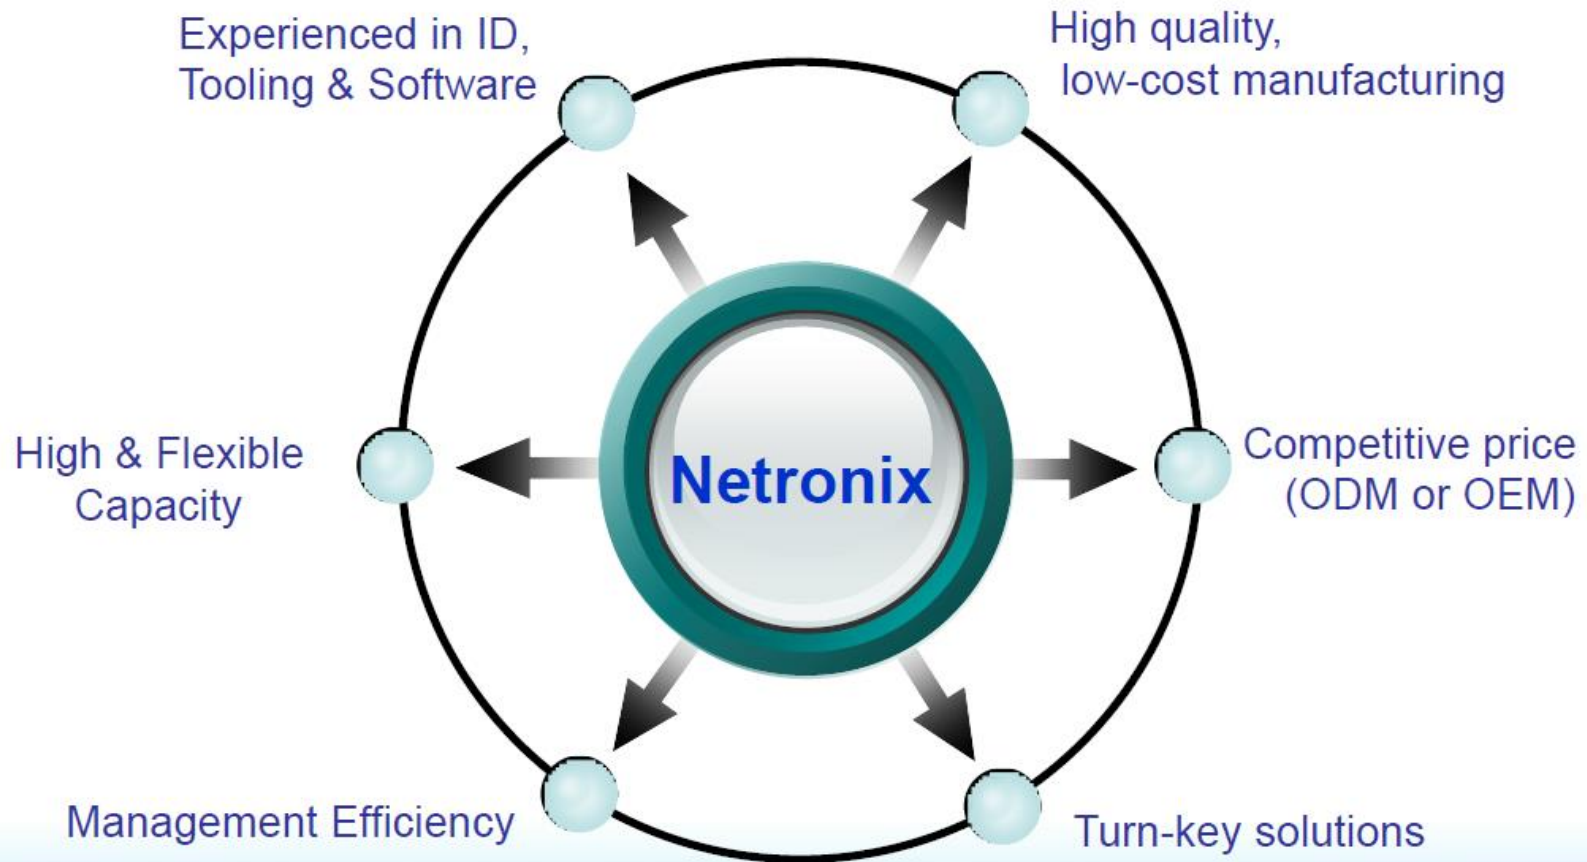 Experienced in ID,
Tooling & Software
High quality,
low-cost manufacturing
High & Flexible
Capacity
Netronix
Competitive price
(ODM or OEM)
Management Efficiency
Turn-key solutions